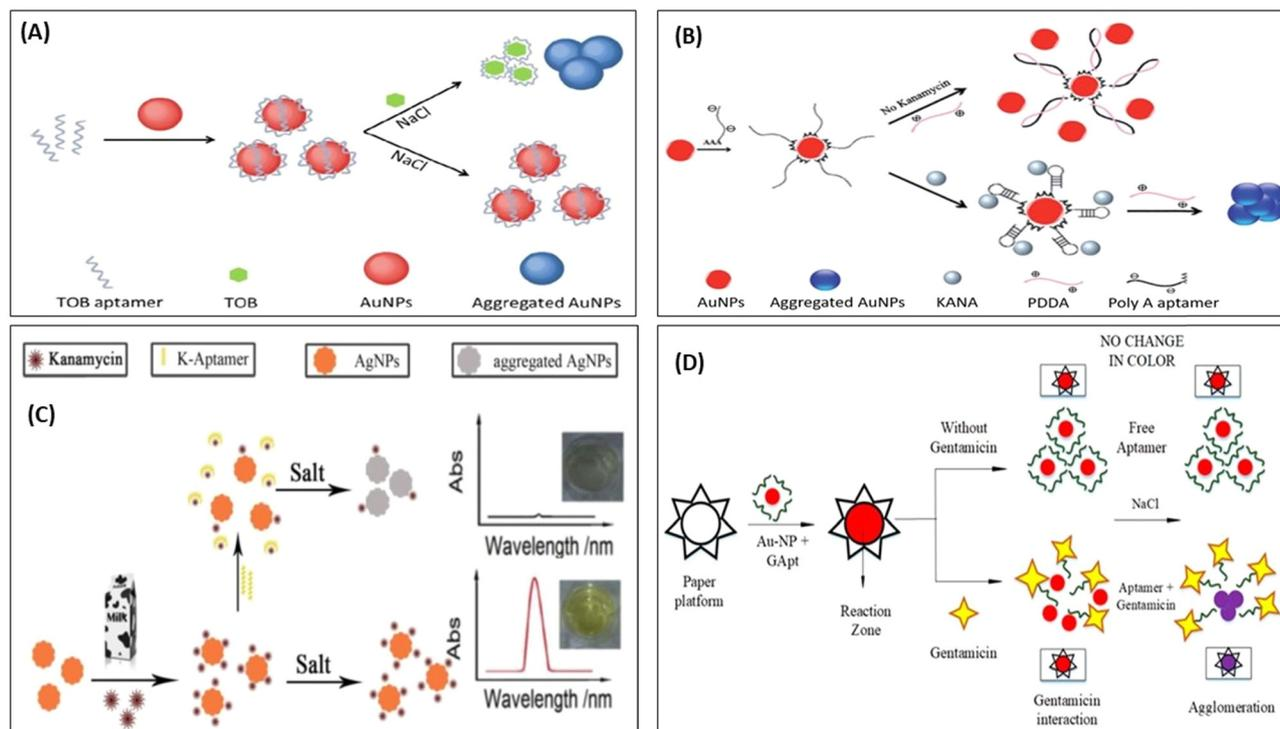 (A)
NaCl
NaCl
TOB aptamer
TOB
AuNPs
Aggregated AuNPs
(B)
AAA
No Kanamycin
AuNPs
Aggregated AuNPs
KANA
PDDA
Poly A aptamer
Kanamycin
K-Aptamer
AgNPs
aggregated AgNPs
(C)
Salt
Abs
Wavelength /nm
Milk
Salt
Abs
Wavelength /nm
(D)
NO CHANGE
IN COLOR
Without
Gentamicin
Free
Aptamer
Au-NP +
GApt
NaCl
Paper
platform
Reaction
Zone
Gentamicin
Aptamer +
Gentamicin
Gentamicin
interaction
Agglomeration